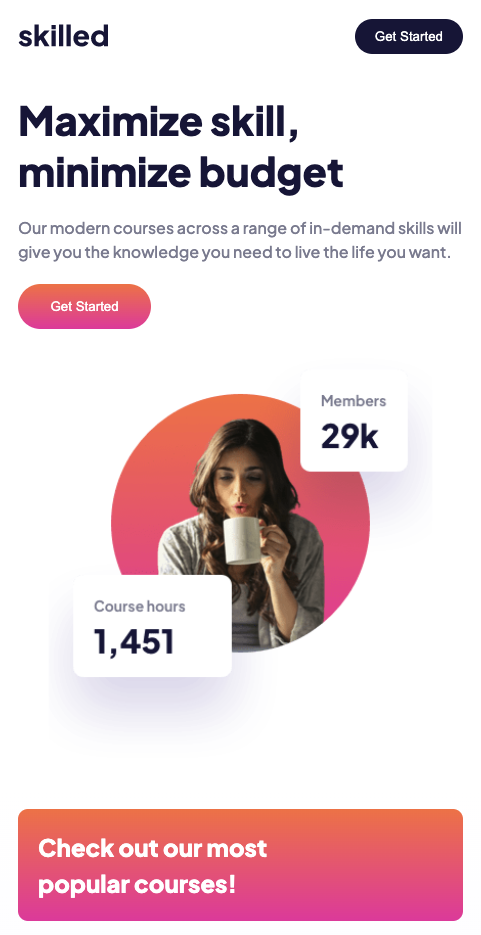 skilled
Get Started
Maximize skill,
minimize budget
Our modern courses across a range of in-demand skills will
give you the knowledge you need to live the life you want.
Get Started
Members
29k
Course hours
1,451
Check out our most
popular courses!